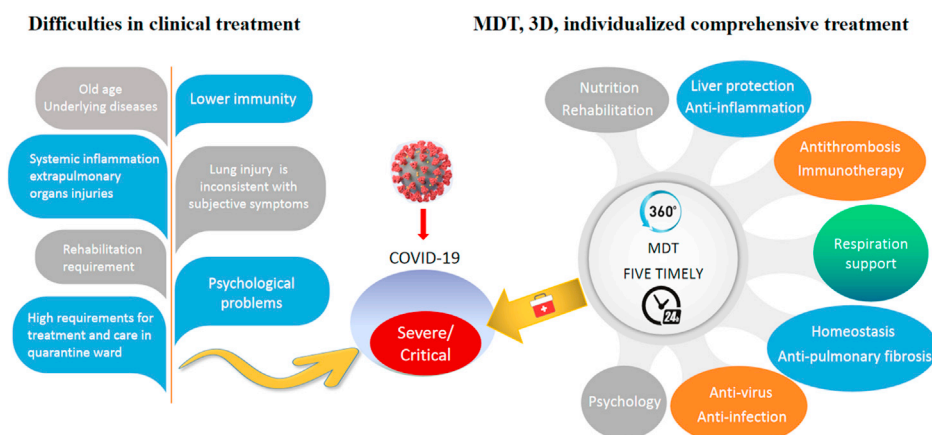 Difficulties in clinical treatment
MDT, 3D, individualized comprehensive treatment
Old age
Underlying diseases
Lower immunity
Systemic inflammation
extrapulmonary
organs injuries
Lung injury is
inconsistent with
subjective symptoms
Rehabilitation
requirement
Psychological
problems
High requirements for
treatment and care in
quarantine ward
COVID-19
Severe/
Critical
360°
MDT
FIVE TIMELY
24h
Nutrition
Rehabilitation
Liver protection
Anti-inflammation
Antithrombosis
Immunotherapy
Respiration
support
Homeostasis
Anti-pulmonary fibrosis
Anti-virus
Anti-infection
Psychology